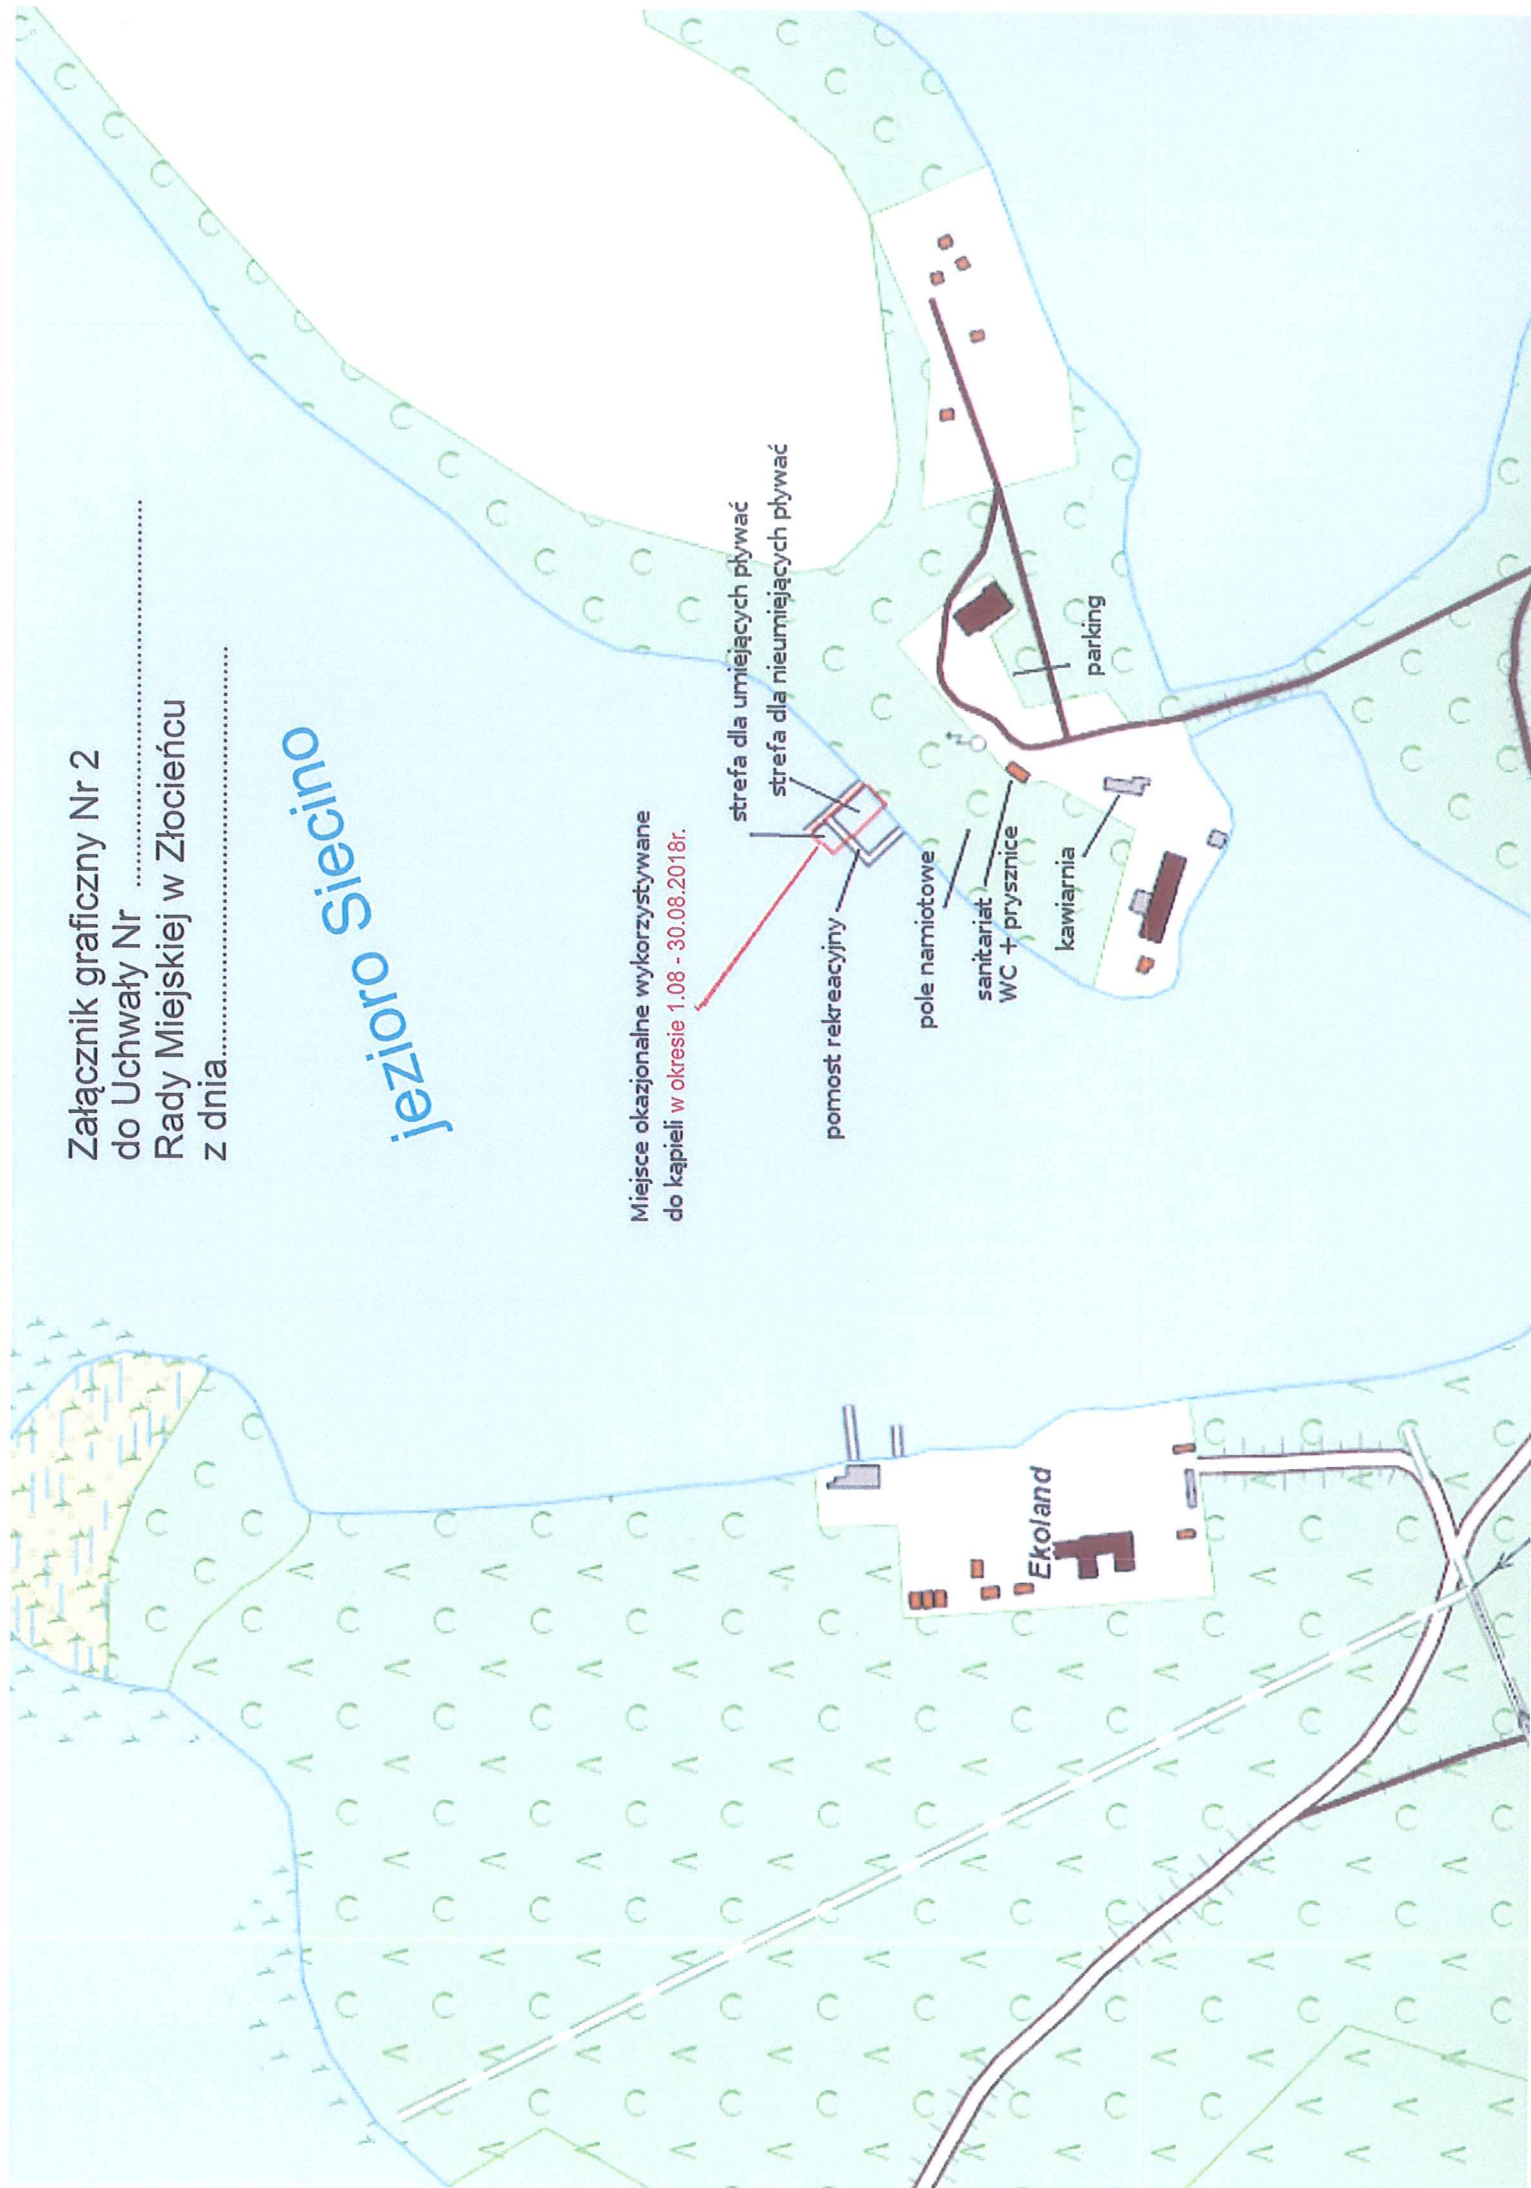 Załącznik graficzny Nr 2
do Uchwały Nr ........................................
Rady Miejskiej w Złocieńcu
z dnia............................................
jezioro Siecino
Miejsce okazjonalne wykorzystywane
do kąpieli w okresie 1.08 - 30.08.2018r.
strefa dla umiejących pływać
strefa dla nieumiejących pływać
pomost rekreacyjny
pole namiotowe
sanitariat
WC + prysznice
kawiarnia
parking
Ekoland